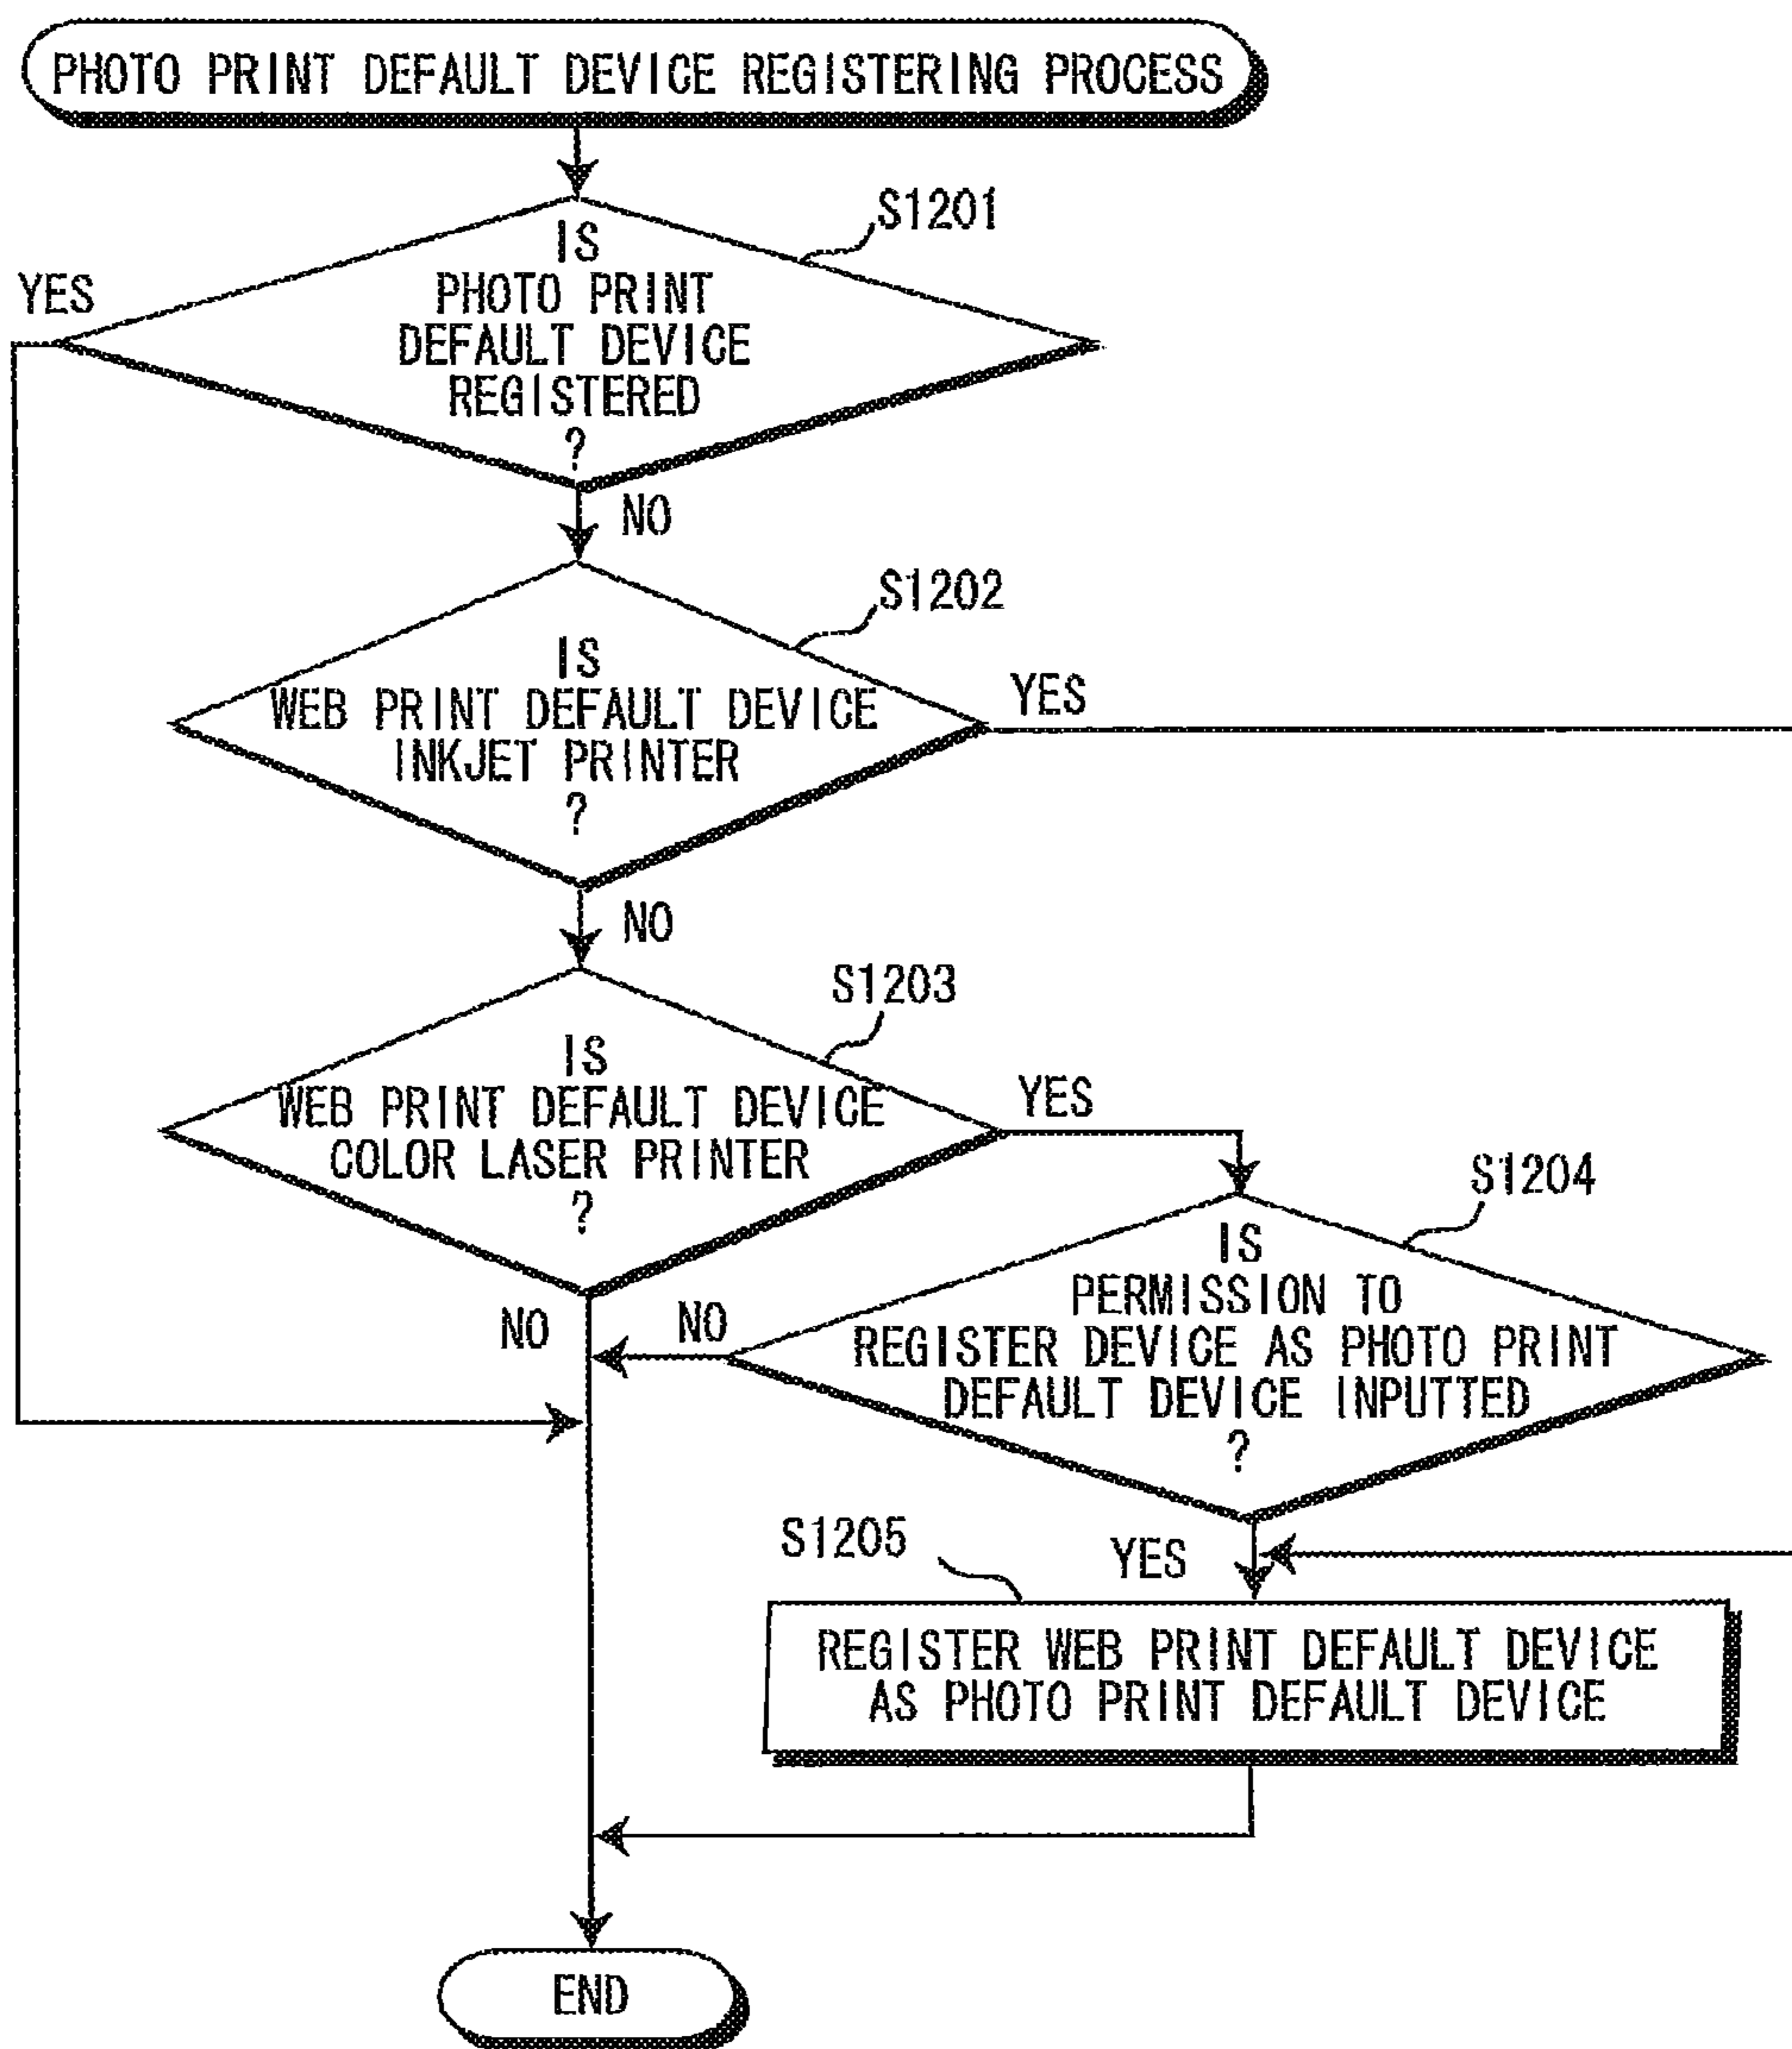 PHOTO PRINT DEFAULT DEVICE REGISTERING PROCESS
S1201
IS
PHOTO PRINT
DEFAULT DEVICE
REGISTERED
?
YES
NO
S1202
IS
WEB PRINT DEFAULT DEVICE
INKJET PRINTER
?
YES
NO
S1203
IS
WEB PRINT DEFAULT DEVICE
COLOR LASER PRINTER
?
YES
NO
S1204
IS
PERMISSION TO
REGISTER DEVICE AS PHOTO PRINT
DEFAULT DEVICE INPUTTED
?
NO
YES
S1205
REGISTER WEB PRINT DEFAULT DEVICE
AS PHOTO PRINT DEFAULT DEVICE
END